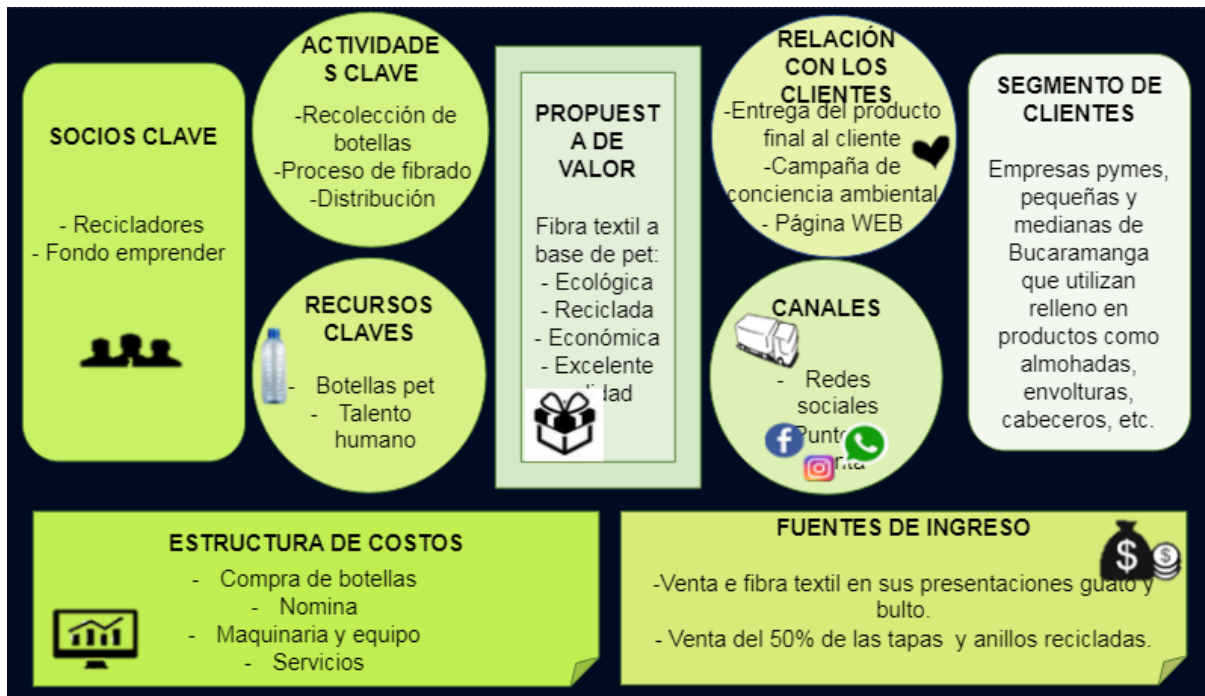 SOCIOS CLAVE
- Recicladores
- Fondo emprender
ACTIVIDADE
S CLAVE
-Recolección de
botellas
-Proceso de fibrado
-Distribución
RECURSOS
CLAVES
- Botellas pet
- Talento
humano
PROPUEST
A DE
VALOR
Fibra textil a
base de pet:
- Ecológica
- Reciclada
- Económica
- Excelente
RELACIÓN
CON LOS
CLIENTES
-Entrega del producto
final al cliente
-Campaña de
conciencia ambiental
- Página WEB
CANALES
- Redes
sociales
SEGMENTO DE
CLIENTES
Empresas pymes,
pequeñas y
medianas de
Bucaramanga
que utilizan
relleno en
productos como
almohadas,
envolturas,
cabeceros, etc.
ESTRUCTURA DE COSTOS
- Compra de botellas
- Nomina
- Maquinaria y equipo
- Servicios
FUENTES DE INGRESO
-Venta e fibra textil en sus presentaciones guato y
bulto.
- Venta del 50% de las tapas y anillos recicladas.
$
$